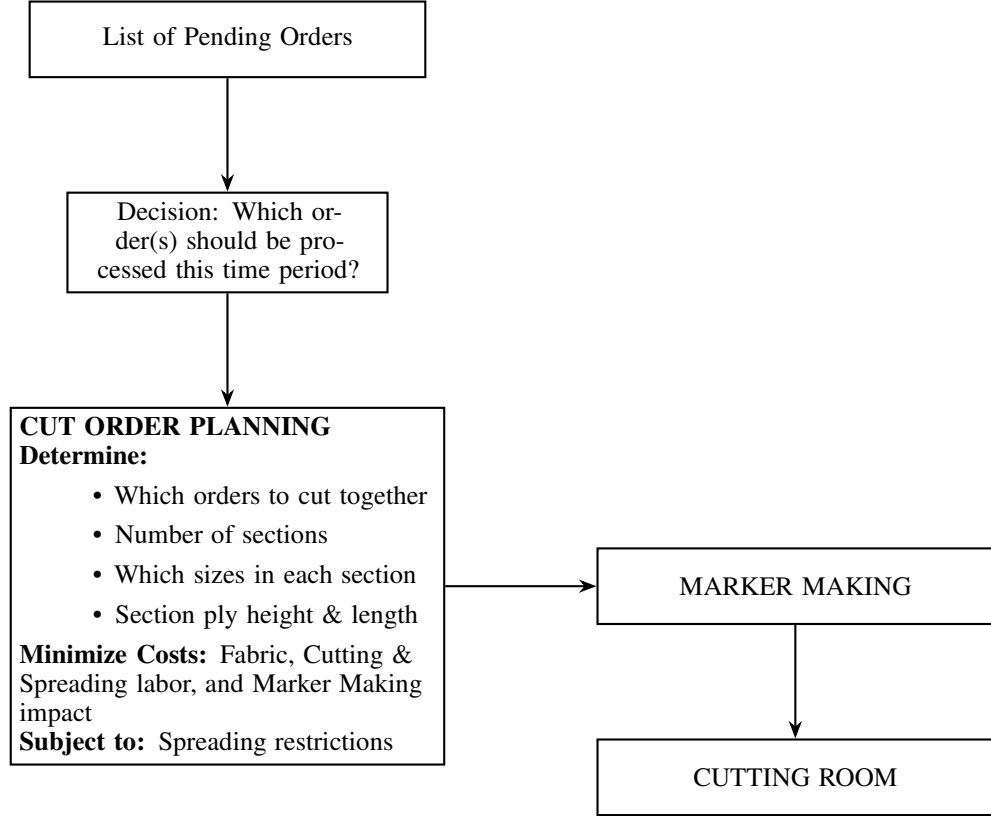 List of Pending Orders
Decision: Which or-
der(s) should be pro-
cessed this time period?
CUT ORDER PLANNING
Determine:
• Which orders to cut together
• Number of sections
• Which sizes in each section
• Section ply height & length
Minimize Costs: Fabric, Cutting &
Spreading labor, and Marker Making
impact
Subject to: Spreading restrictions
MARKER MAKING
CUTTING ROOM